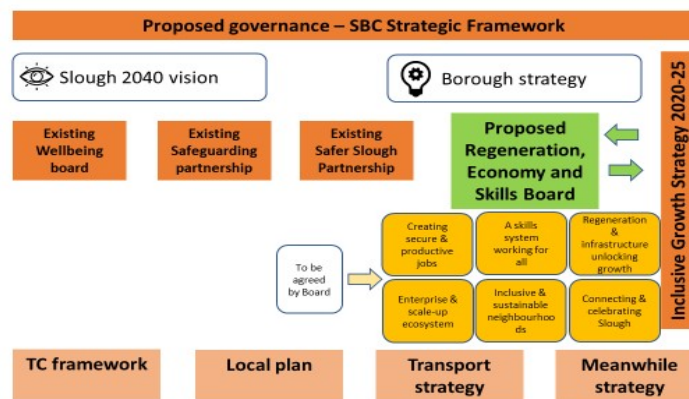 Proposed governance – SBC Strategic Framework
Slough 2040 vision
Borough strategy
Existing
Wellbeing
board
Existing
Safeguarding
partnership
Existing
Safer Slough
Partnership
Proposed
Regeneration,
Economy and
Skills Board
Inclusive Growth Strategy 2020-25
To be
agreed
by Board
Creating
secure &
productive
jobs
A skills
system
working for
all
Regeneration
&
infrastructure
unlocking
growth
Enterprise &
scale-up
ecosystem
Inclusive &
sustainable
neighbourhoo
ds
Connecting &
celebrating
Slough
TC framework
Local plan
Transport
strategy
Meanwhile
strategy